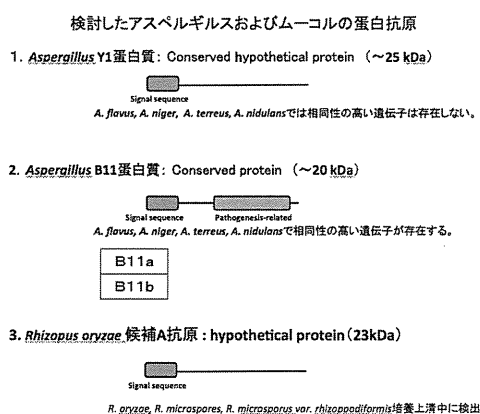 検討したアスペルギルスおよびムーコルの蛋白抗原
1. Aspergillus Y1蛋白質: Conserved hypothetical protein (～25 kDa)
Signal sequence
A. flavus, A. niger, A. terreus, A. nidulansでは相同性の高い遺伝子は存在しない。
2. Aspergillus B11蛋白質: Conserved protein (～20 kDa)
Signal sequence Pathogenesis-related
A. flavus, A. niger, A. terreus, A. nidulansで相同性の高い遺伝子が存在する。
B11a
B11b
3. Rhizopus oryzae 候補A抗原 : hypothetical protein(23kDa)
Signal sequence
R. oryzae, R. microspores, R. microsporus var. rhizoppodiformis培養上清中に検出